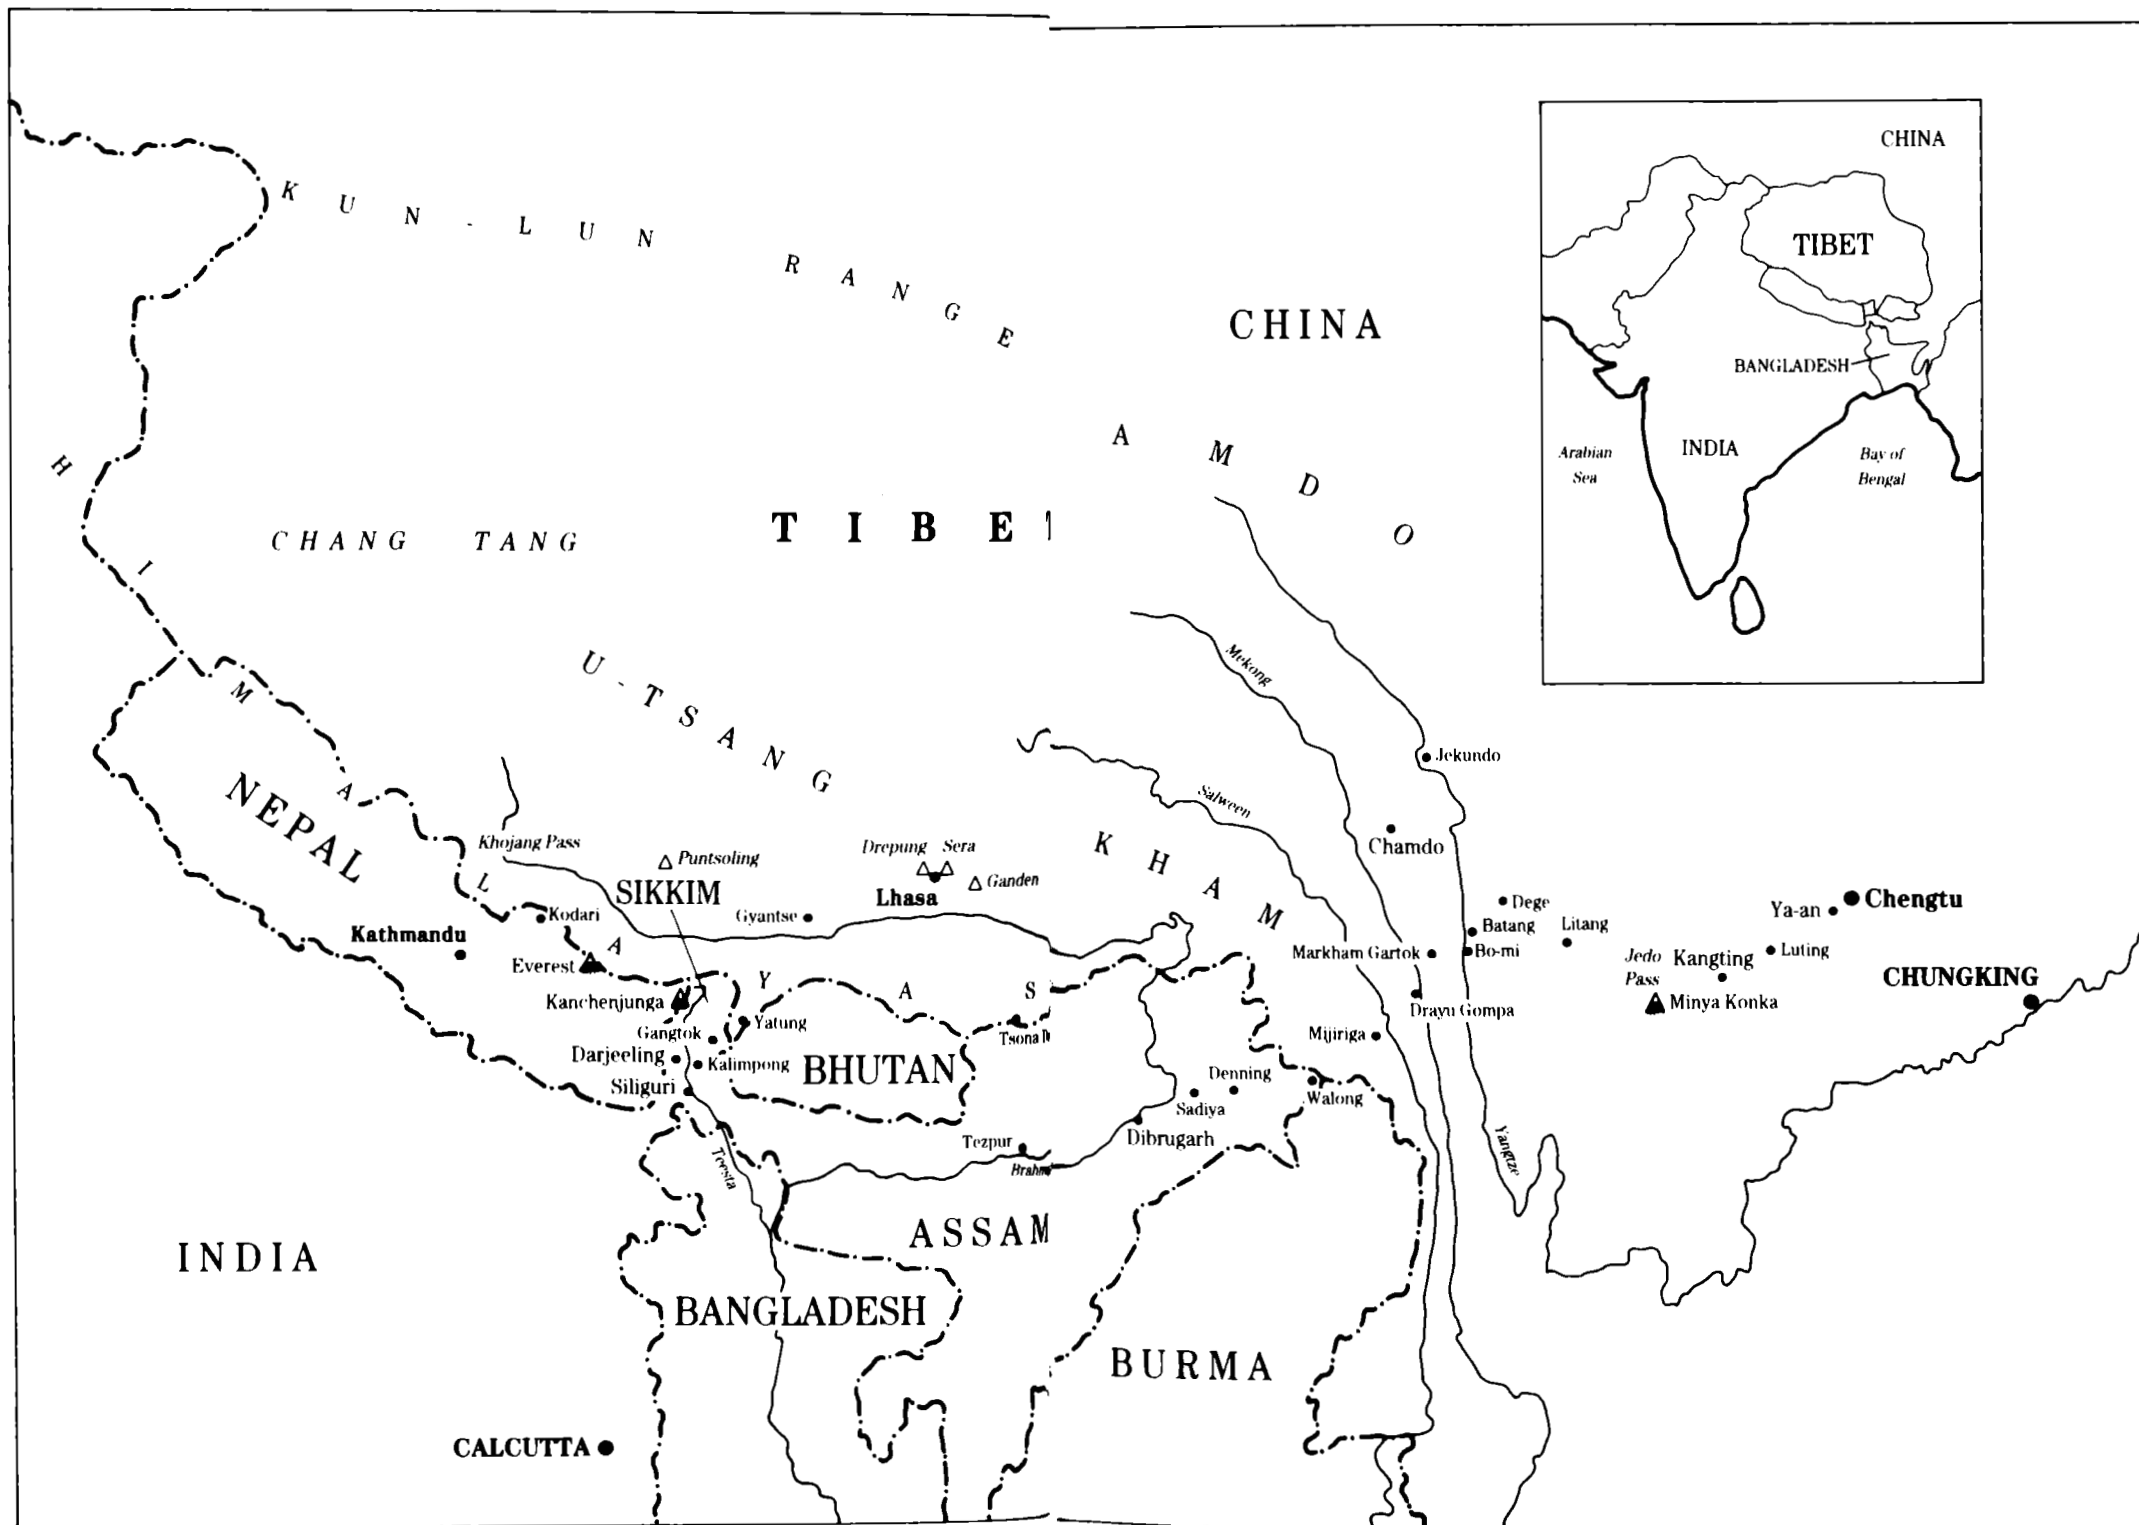 KUN-LUN RANGE
CHINA
CHINA
TIBET
BANGLADESH
INDIA
Arabian
Sea
Bay of
Bengal
AMDO
HIMALAYAS
CHANG TANG
TIBET
U-TSANG
Mekong
Jekundo
NEPAL
Salween
Khojang Pass
Puntsoling
Drepung
Sera
Ganden
Lhasa
KHAM
Chamdo
SIKKIM
Gyantse
Kodari
Kathmandu
Everest
Kanchenjunga
Dege
Batang
Litang
Ya-an
Chengtu
Markham Gartok
Bo-mi
Jedo
Pass
Kangting
Luting
CHUNGKING
Minya Konka
Drayu Gompa
Mijiriga
Yatung
Gangtok
Tsona
Darjeeling
Kalimpong
BHUTAN
Siliguri
Denning
Sadiya
Walong
Dibrugarh
Tezpur
Brahm
Teesta
Yangtze
INDIA
ASSAM
BANGLADESH
BURMA
CALCUTTA